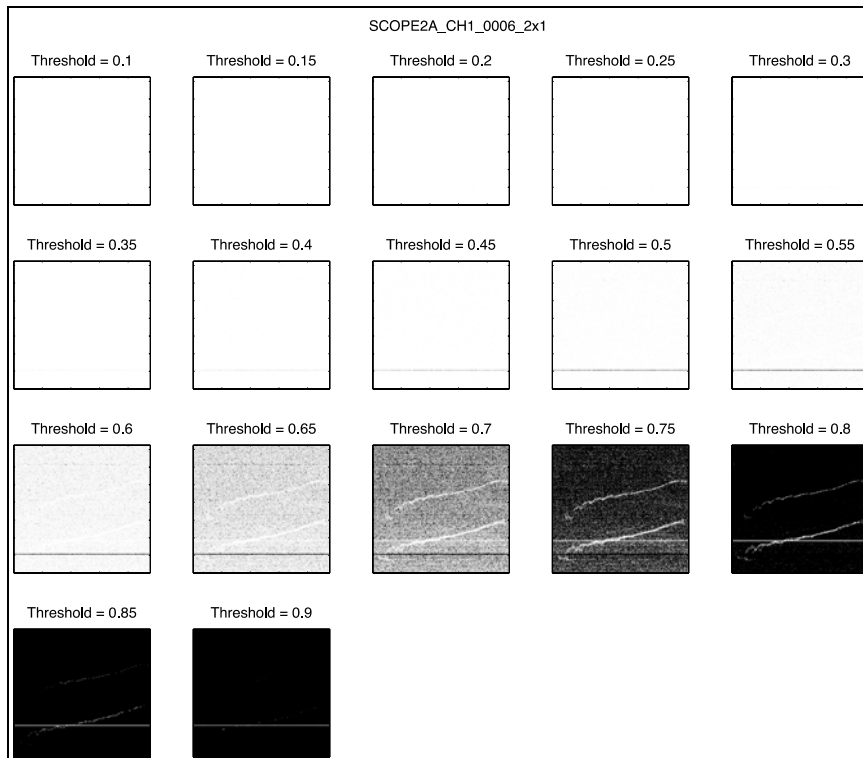 SCOPE2A_CH1_0006_2x1
Threshold = 0.1
Threshold = 0.15
Threshold = 0.2
Threshold = 0.25
Threshold = 0.3
Threshold = 0.35
Threshold = 0.4
Threshold = 0.45
Threshold = 0.5
Threshold = 0.55
Threshold = 0.6
Threshold = 0.65
Threshold = 0.7
Threshold = 0.75
Threshold = 0.8
Threshold = 0.85
Threshold = 0.9